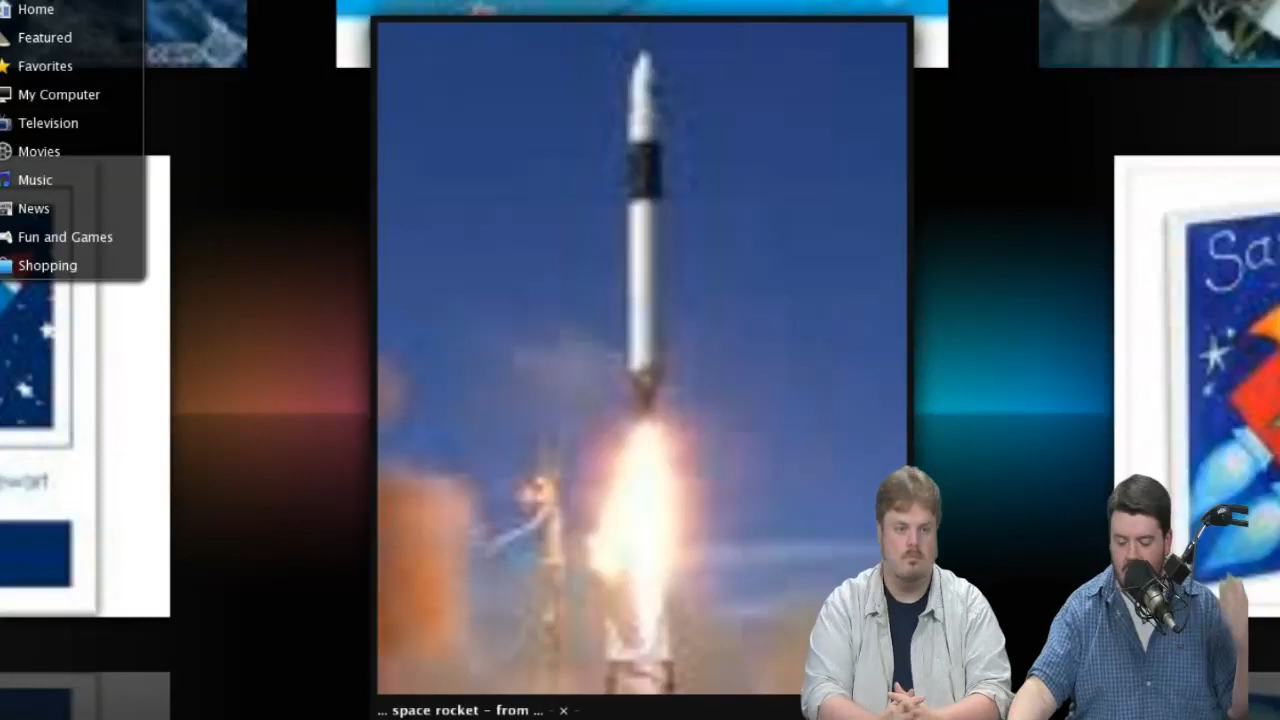 Home
Featured
Favorites
My Computer
Television
Movies
Music
News
Fun and Games
Shopping
... space rocket - from ... - x -